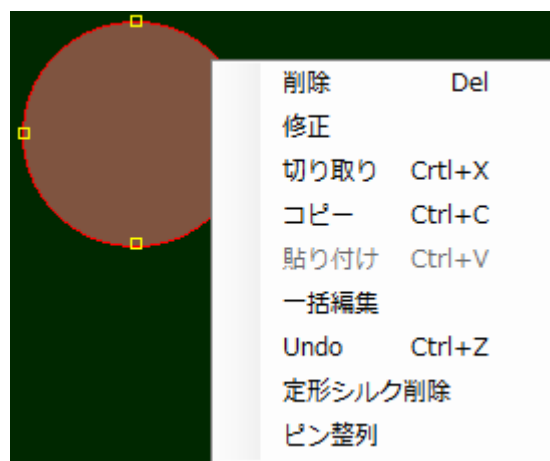 削除 Del
修正
切り取り Crtl+X
コピー Ctrl+C
貼り付け Ctrl+V
一括編集
Undo Ctrl+Z
定形シルク削除
ピン整列